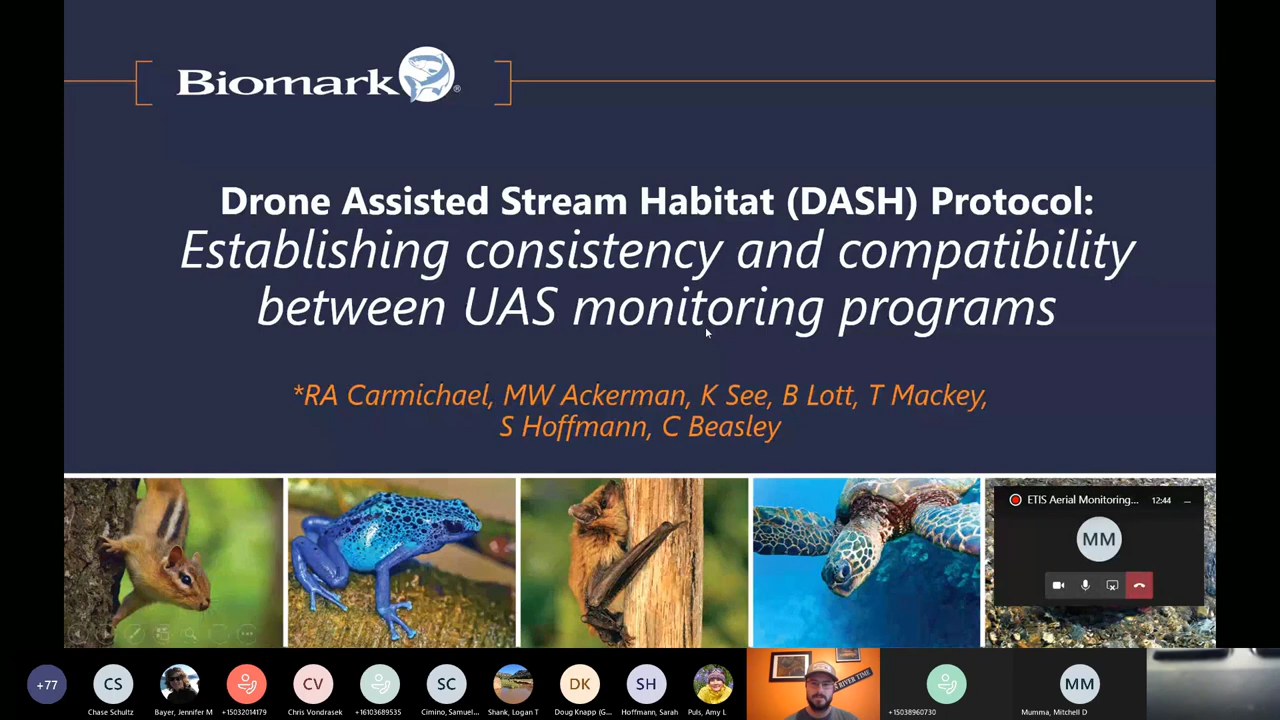 Biomark®
Drone Assisted Stream Habitat (DASH) Protocol:
Establishing consistency and compatibility
between UAS monitoring programs
*RA Carmichael, MW Ackerman, K See, B Lott, T Mackey,
S Hoffmann, C Beasley
ETIS Aerial Monitoring... 12:44
MM
+77
CS
CV
SC
DK
SH
RIVER TIME
MM
Chase Schultz
Bayer, Jennifer M
+15032014179
Chris Vondrasek
+16103689535
Cimino, Samuel...
Shank, Logan T
Doug Knapp (G...
Hoffmann, Sarah
Puls, Amy L
+15038960730
Mumma, Mitchell D